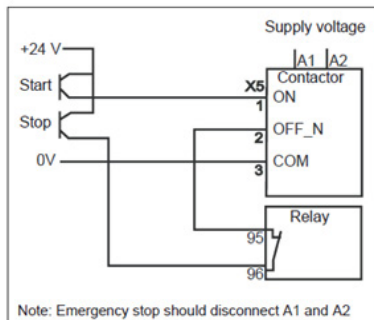 Supply voltage
+24 V
A1 A2
Start
X5
Contactor
1 ON
Stop
2 OFF_N
0V
3 COM
Relay
95
96
Note: Emergency stop should disconnect A1 and A2